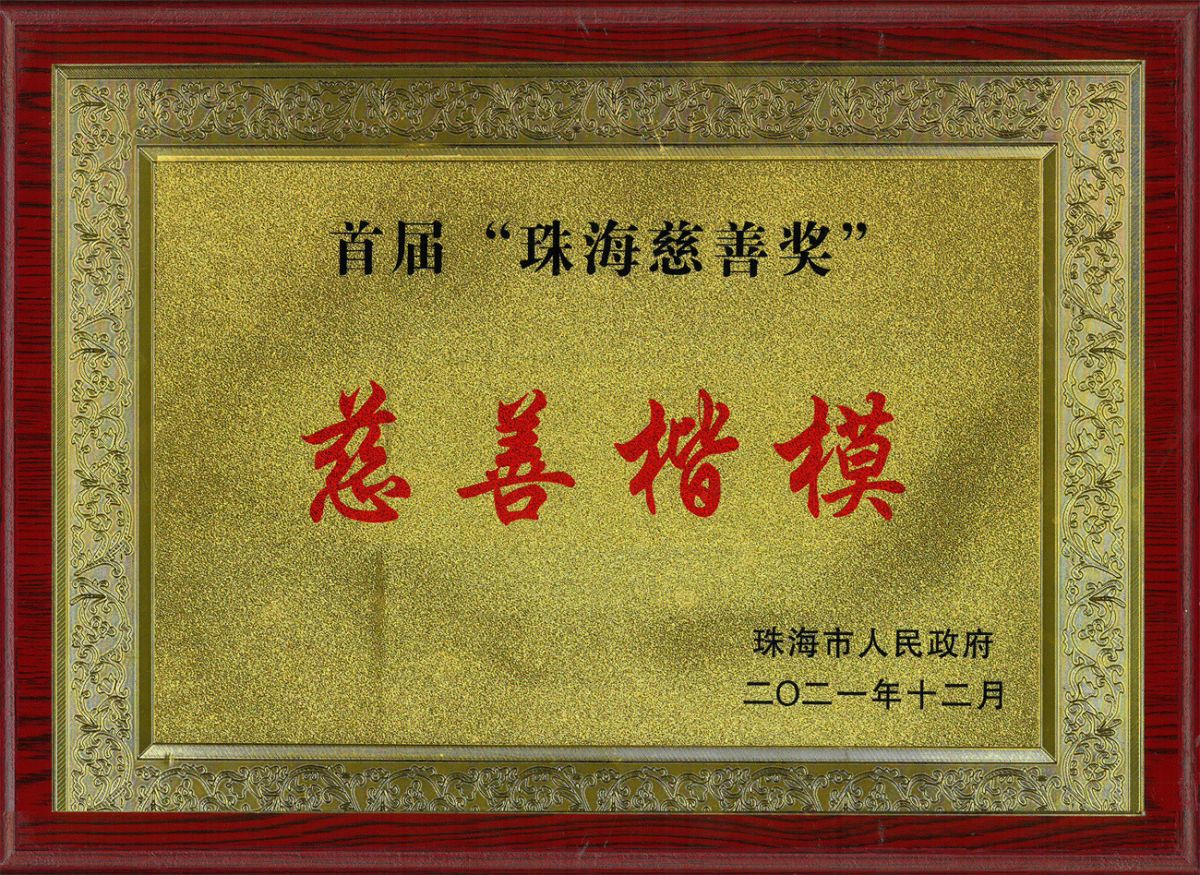 首届“珠海慈善奖”
慈善楷模
珠海市人民政府
二〇二一年十二月